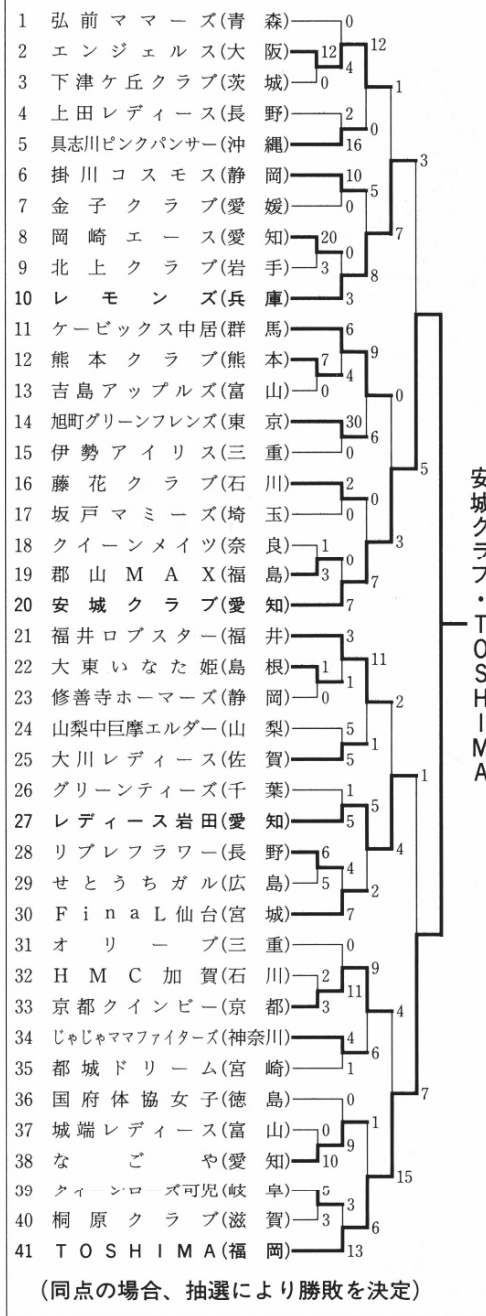 1 弘前ママーズ(青森) 0
2 エンジェルス(大阪) 12
3 下津ケ丘クラブ(茨城) 0
4 12
4 上田レディース(長野) 2
5 具志川ピンクパンサー(沖縄) 16
0 1
6 掛川コスモス(静岡) 10
7 金子クラブ(愛媛) 0
5 3
8 岡崎エース(愛知) 20
9 北上クラブ(岩手) 3
0 7
10 レモンズ(兵庫) 3
8
11 ケービックス中居(群馬) 6
12 熊本クラブ(熊本) 7
13 吉島アップルズ(富山) 0
4 9
14 旭町グリーンフレンズ(東京) 30
15 伊勢アイリス(三重) 0
6 0
16 藤花クラブ(石川) 2
17 坂戸マミーズ(埼玉) 0
0 5
18 クイーンメイツ(奈良) 1
19 郡山MAX(福島) 3
0 3
20 安城クラブ(愛知) 7
7
21 福井ロブスター(福井) 3
22 大東いなた姫(島根) 1
23 修善寺ホーマーズ(静岡) 0
1 11
24 山梨中巨摩エルダー(山梨) 5
25 大川レディース(佐賀) 5
1 2
26 グリーンティーズ(千葉) 1
27 レディース岩田(愛知) 5
5 1
28 リブレフラワー(長野) 6
29 せとうちガル(広島) 5
4 4
30 FinaL仙台(宮城) 7
2
31 オリーブ(三重) 0
32 HMC加賀(石川) 2
33 京都クインビー(京都) 3
11 9
34 じゃじゃママファイターズ(神奈川) 4
35 都城ドリーム(宮崎) 1
6 4
36 国府体協女子(徳島) 0
37 城端レディース(富山) 0
38 なごや(愛知) 10
9 1 7
39 クィーンローズ可児(岐阜) 5
40 桐原クラブ(滋賀) 3
3 15
41 TOSHIMA(福岡) 13
6
安城クラブ・TOSHIMA
(同点の場合、抽選により勝敗を決定)